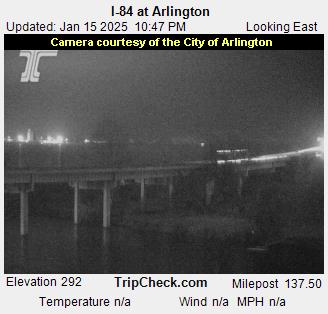 I-84 at Arlington
Updated: Jan 15 2025 10:47 PM Looking East
Camera courtesy of the City of Arlington
Elevation 292 TripCheck.com Milepost 137.50
Temperature n/a Wind n/a MPH n/a